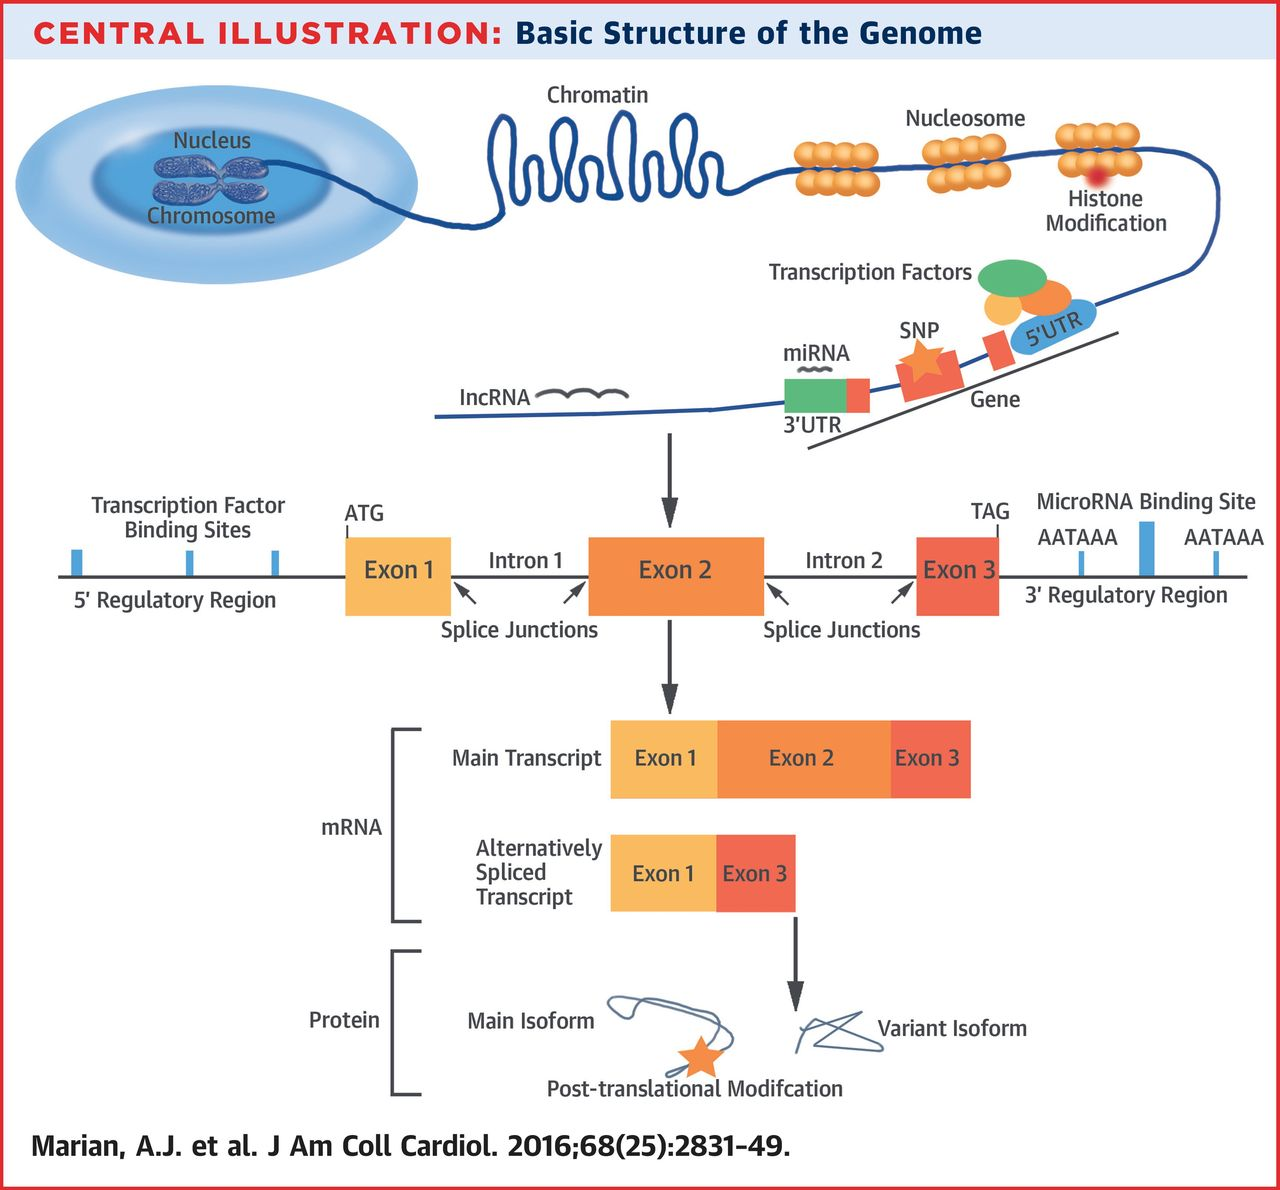 CENTRAL ILLUSTRATION: Basic Structure of the Genome
Chromatin
Nucleosome
Nucleus
Chromosome
Histone
Modification
Transcription Factors
5'UTR
SNP
miRNA
lncRNA
Gene
3'UTR
Transcription Factor
Binding Sites
ATG
TAG
MicroRNA Binding Site
AATAAA
AATAAA
Exon 1
Intron 1
Exon 2
Intron 2
Exon 3
5' Regulatory Region
3' Regulatory Region
Splice Junctions
Splice Junctions
Main Transcript
Exon 1
Exon 2
Exon 3
mRNA
Alternatively
Spliced
Transcript
Exon 1
Exon 3
Protein
Main Isoform
Variant Isoform
Post-translational Modifcation
Marian, A.J. et al. J Am Coll Cardiol. 2016;68(25):2831–49.